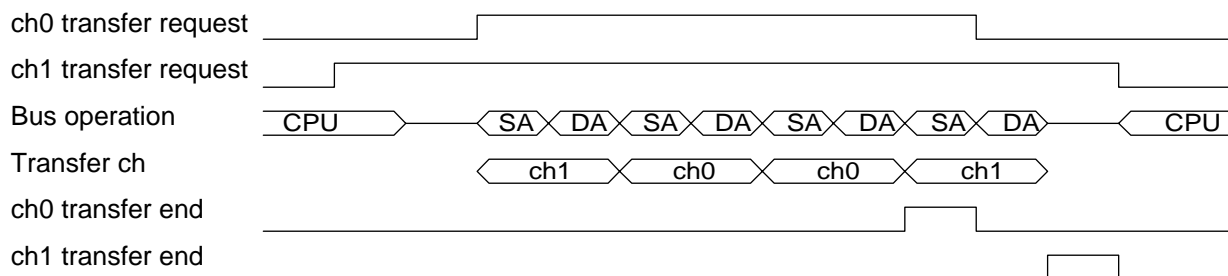 ch0 transfer request
ch1 transfer request
Bus operation CPU SA DA SA DA SA DA SA DA CPU
Transfer ch ch1 ch0 ch0 ch1
ch0 transfer end
ch1 transfer end